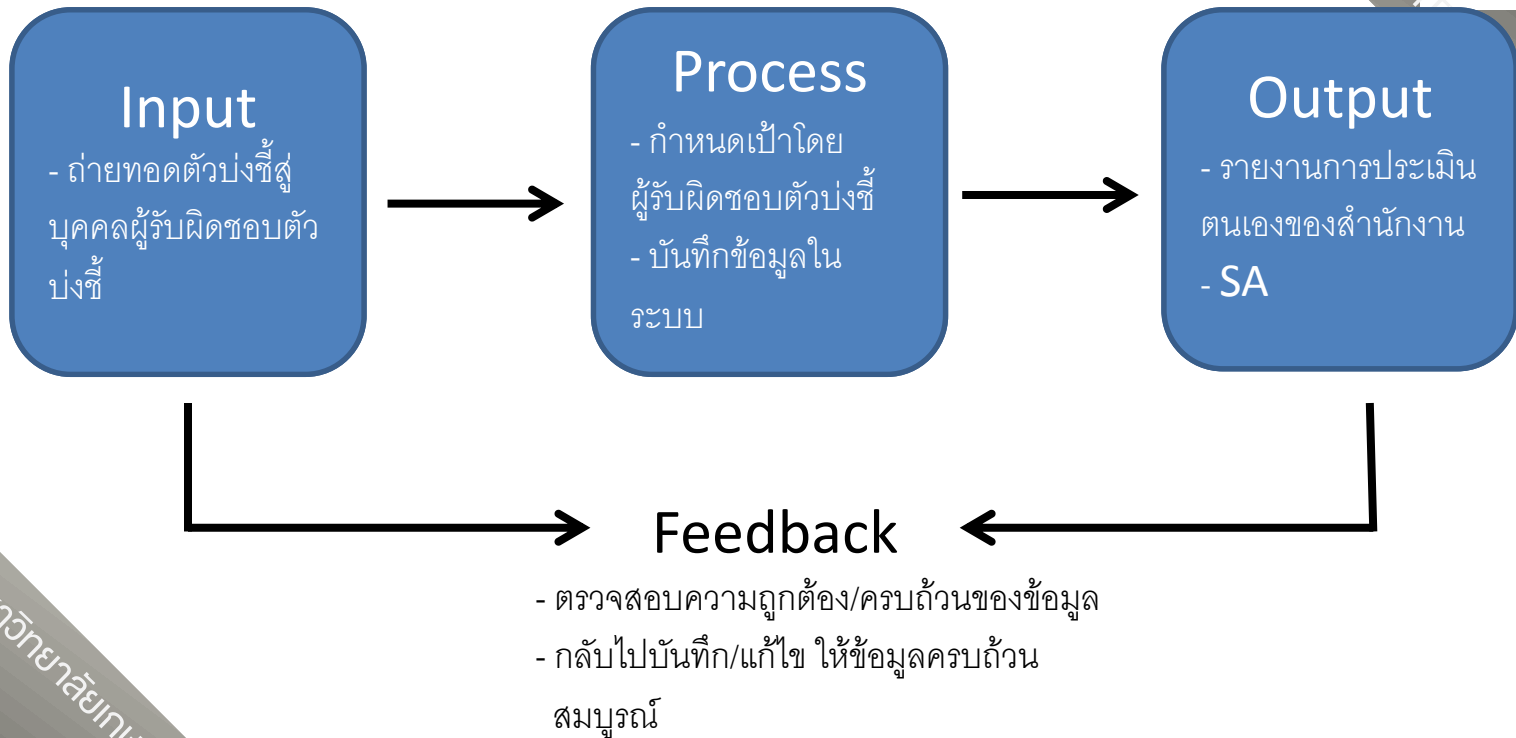 Input
- ถ่ายทอดตัวบ่งชี้สู่
บุคคลผู้รับผิดชอบตัว
บ่งชี้
Process
- กำหนดเป้าโดย
ผู้รับผิดชอบตัวบ่งชี้
- บันทึกข้อมูลใน
ระบบ
Output
- รายงานการประเมิน
ตนเองของสำนักงาน
- SA
Feedback
- ตรวจสอบความถูกต้อง/ครบถ้วนของข้อมูล
- กลับไปบันทึก/แก้ไข ให้ข้อมูลครบถ้วน
สมบูรณ์